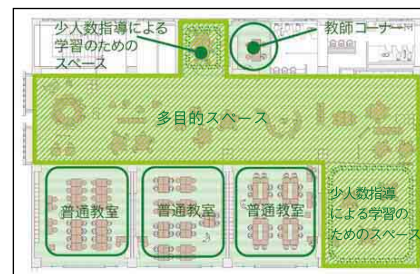 少人数指導による
学習のための
スペース
教師コーナー
多目的スペース
普通教室
普通教室
普通教室
少人数指導
による学習の
ためのスペース